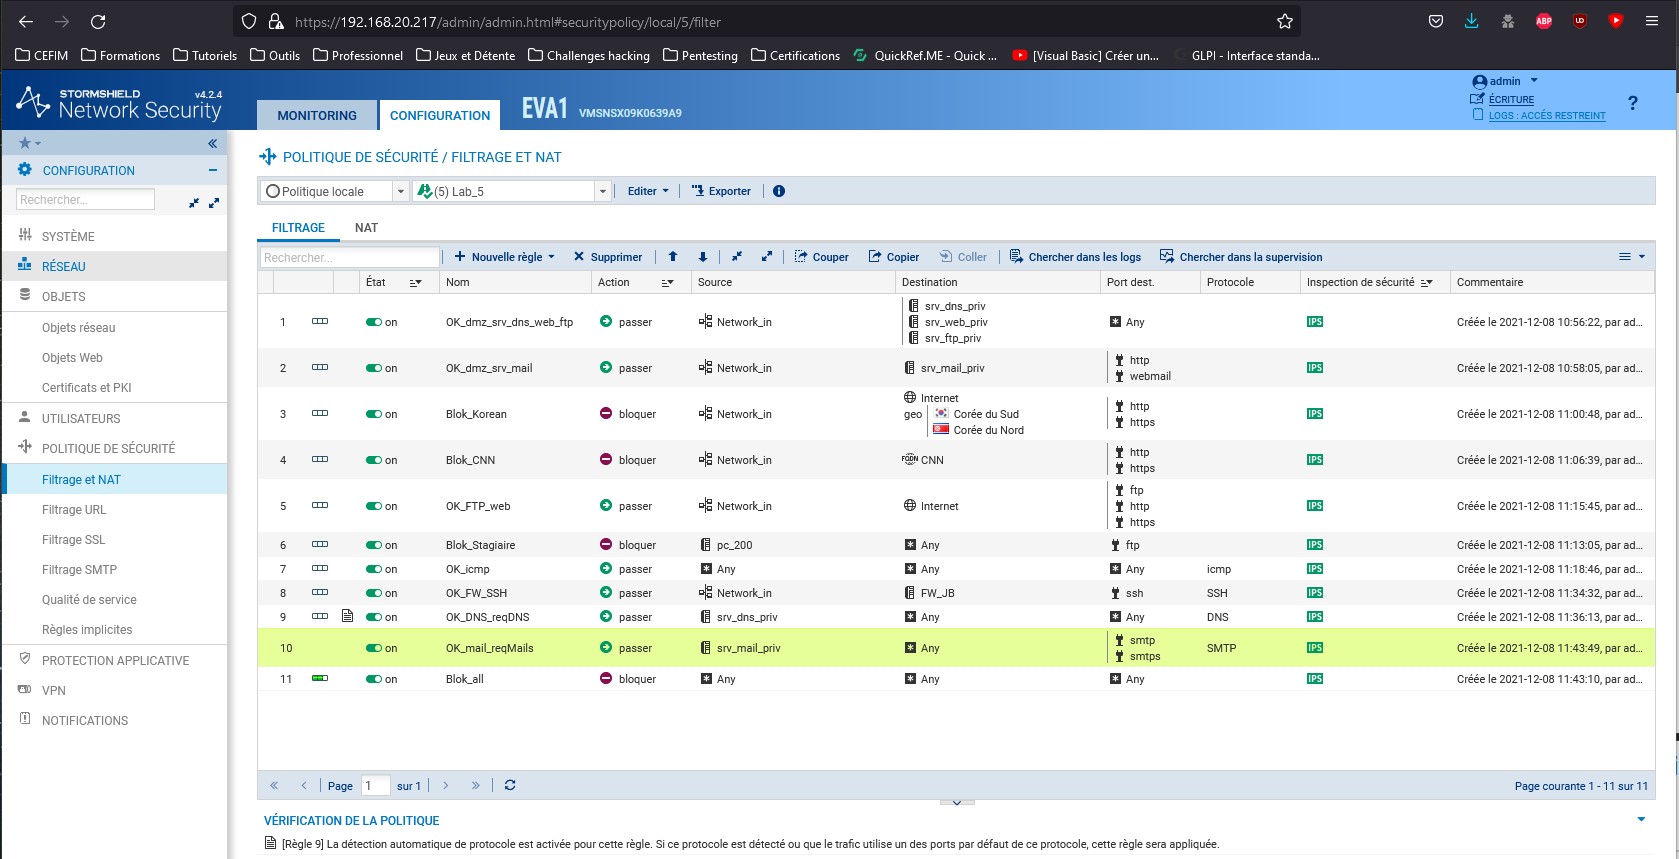 https://192.168.20.217/admin/admin.html#securitypolicy/local/5/filter
ABP
CEFIM Formations Tutoriels Outils Professionnel Jeux et Détente Challenges hacking Pentesting Certifications QuickRef.ME - Quick ... [Visual Basic] Créer un... GLPI - Interface standa...
STORMSHIELD v4.2.4
Network Security
MONITORING CONFIGURATION EVA1 VMSNSX09K0639A9
admin
ÉCRITURE
LOGS : ACCÈS RESTREINT
?
CONFIGURATION
Rechercher...
SYSTÈME
RÉSEAU
OBJETS
Objets réseau
Objets Web
Certificats et PKI
UTILISATEURS
POLITIQUE DE SÉCURITÉ
Filtrage et NAT
Filtrage URL
Filtrage SSL
Filtrage SMTP
Qualité de service
Règles implicites
PROTECTION APPLICATIVE
VPN
NOTIFICATIONS
POLITIQUE DE SÉCURITÉ / FILTRAGE ET NAT
Politique locale (5) Lab_5 Editer Exporter
FILTRAGE NAT
Rechercher... Nouvelle règle Supprimer Couper Copier Coller Chercher dans les logs Chercher dans la supervision
État Nom Action Source Destination Port dest. Protocole Inspection de sécurité Commentaire
1 on OK_dmz_srv_dns_web_ftp passer Network_in srv_dns_priv srv_web_priv srv_ftp_priv Any IPS Créée le 2021-12-08 10:56:22, par ad...
2 on OK_dmz_srv_mail passer Network_in srv_mail_priv http webmail IPS Créée le 2021-12-08 10:58:05, par ad...
3 on Blok_Korean bloquer Network_in Internet geo Corée du Sud Corée du Nord http https IPS Créée le 2021-12-08 11:00:48, par ad...
4 on Blok_CNN bloquer Network_in FQDN CNN http https IPS Créée le 2021-12-08 11:06:39, par ad...
5 on OK_FTP_web passer Network_in Internet ftp http https IPS Créée le 2021-12-08 11:15:45, par ad...
6 on Blok_Stagiaire bloquer pc_200 Any ftp IPS Créée le 2021-12-08 11:13:05, par ad...
7 on OK_icmp passer Any Any Any icmp IPS Créée le 2021-12-08 11:18:46, par ad...
8 on OK_FW_SSH passer Network_in FW_JB ssh SSH IPS Créée le 2021-12-08 11:34:32, par ad...
9 on OK_DNS_reqDNS passer srv_dns_priv Any Any DNS IPS Créée le 2021-12-08 11:36:13, par ad...
10 on OK_mail_reqMails passer srv_mail_priv Any smtp smtps SMTP IPS Créée le 2021-12-08 11:43:49, par ad...
11 on Blok_all bloquer Any Any Any IPS Créée le 2021-12-08 11:43:10, par ad...
Page 1 sur 1 Page courante 1 - 11 sur 11
VÉRIFICATION DE LA POLITIQUE
[Règle 9] La détection automatique de protocole est activée pour cette règle. Si ce protocole est détecté ou que le trafic utilise un des ports par défaut de ce protocole, cette règle sera appliquée.